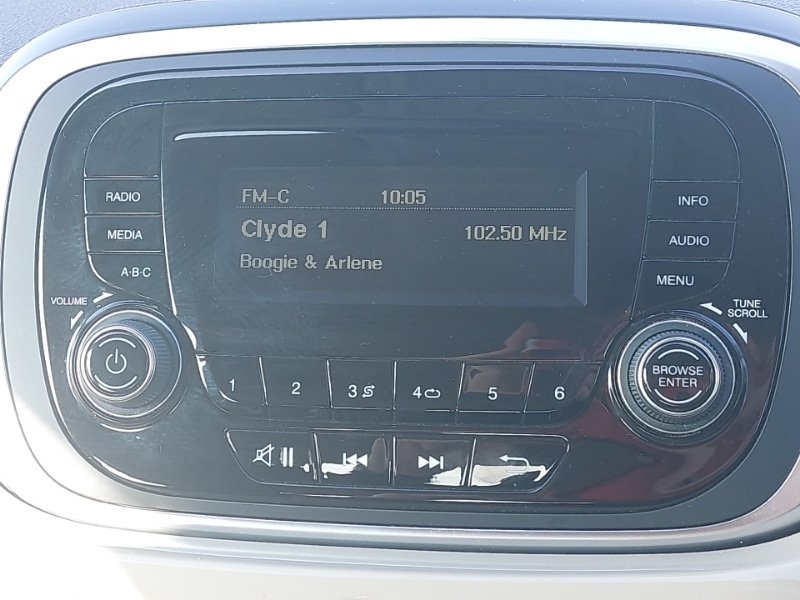 FM-C 10:05
Clyde 1 102.50 MHz
Boogie & Arlene
RADIO
MEDIA
A·B·C
INFO
AUDIO
MENU
VOLUME
TUNE
SCROLL
BROWSE
ENTER
1 2 3 4 5 6